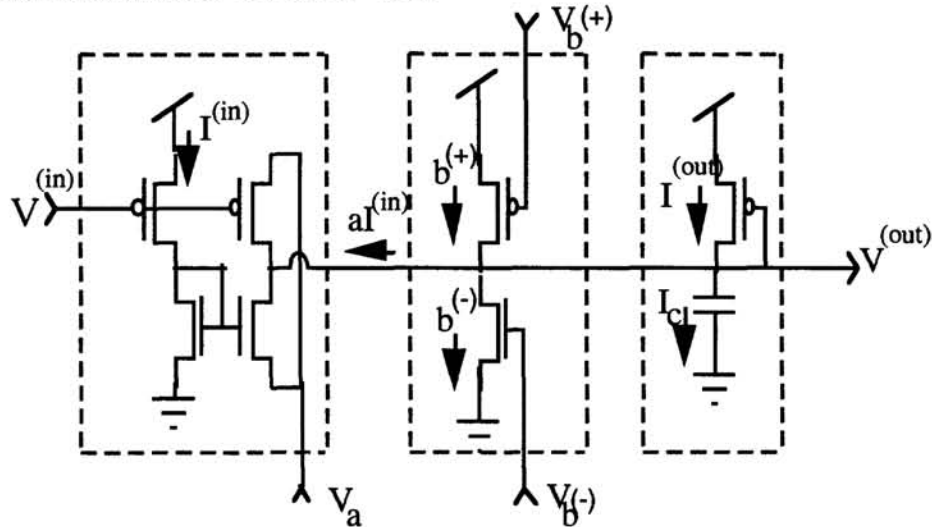 V_b^(+)
I^(in)
V^(in)
b^(+)
I^(out)
aI^(in)
V^(out)
b^(-)
I_C
V_a
V_b^(-)